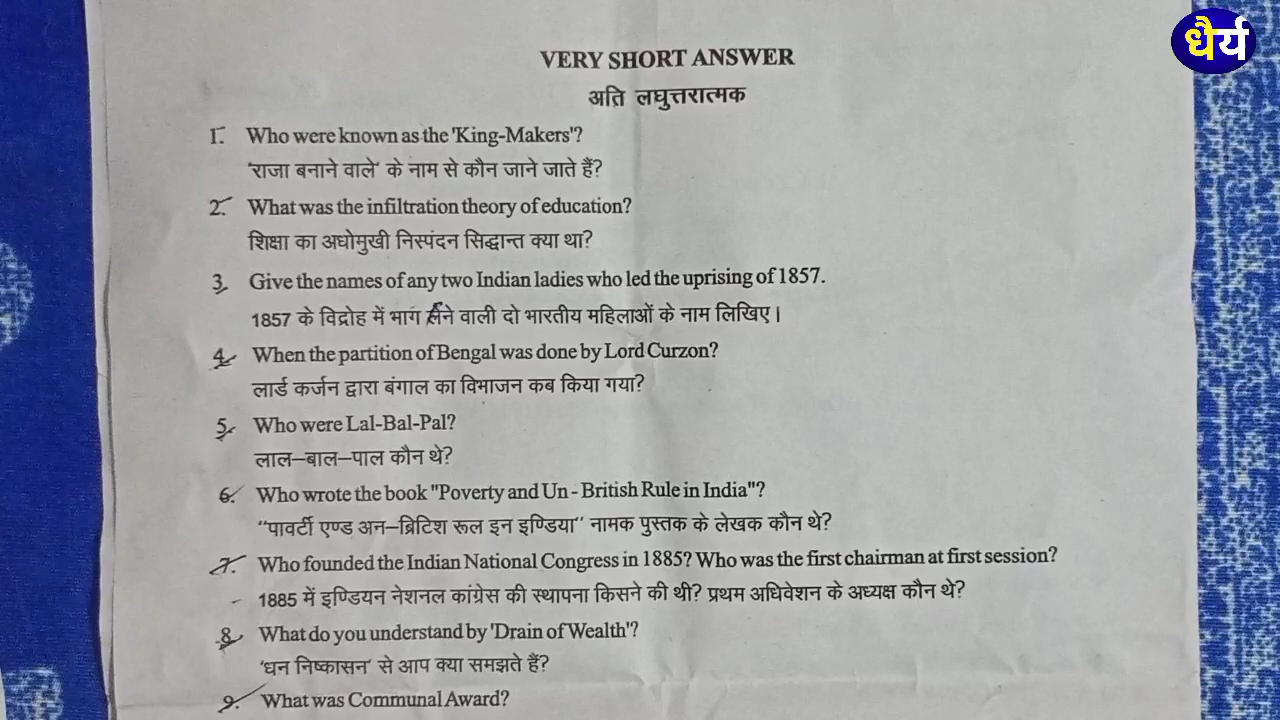 धैर्य
VERY SHORT ANSWER
अति लघुत्तरात्मक
1. Who were known as the 'King-Makers'?
'राजा बनाने वाले' के नाम से कौन जाने जाते हैं?
2. What was the infiltration theory of education?
शिक्षा का अधोमुखी निस्पंदन सिद्धान्त क्या था?
3. Give the names of any two Indian ladies who led the uprising of 1857.
1857 के विद्रोह में भाग लेने वाली दो भारतीय महिलाओं के नाम लिखिए।
4. When the partition of Bengal was done by Lord Curzon?
लार्ड कर्जन द्वारा बंगाल का विभाजन कब किया गया?
5. Who were Lal-Bal-Pal?
लाल–बाल–पाल कौन थे?
6. Who wrote the book "Poverty and Un - British Rule in India"?
"पावर्टी एण्ड अन–ब्रिटिश रूल इन इण्डिया" नामक पुस्तक के लेखक कौन थे?
7. Who founded the Indian National Congress in 1885? Who was the first chairman at first session?
1885 में इण्डियन नेशनल कांग्रेस की स्थापना किसने की थी? प्रथम अधिवेशन के अध्यक्ष कौन थे?
8. What do you understand by 'Drain of Wealth'?
'धन निष्कासन' से आप क्या समझते हैं?
9. What was Communal Award?